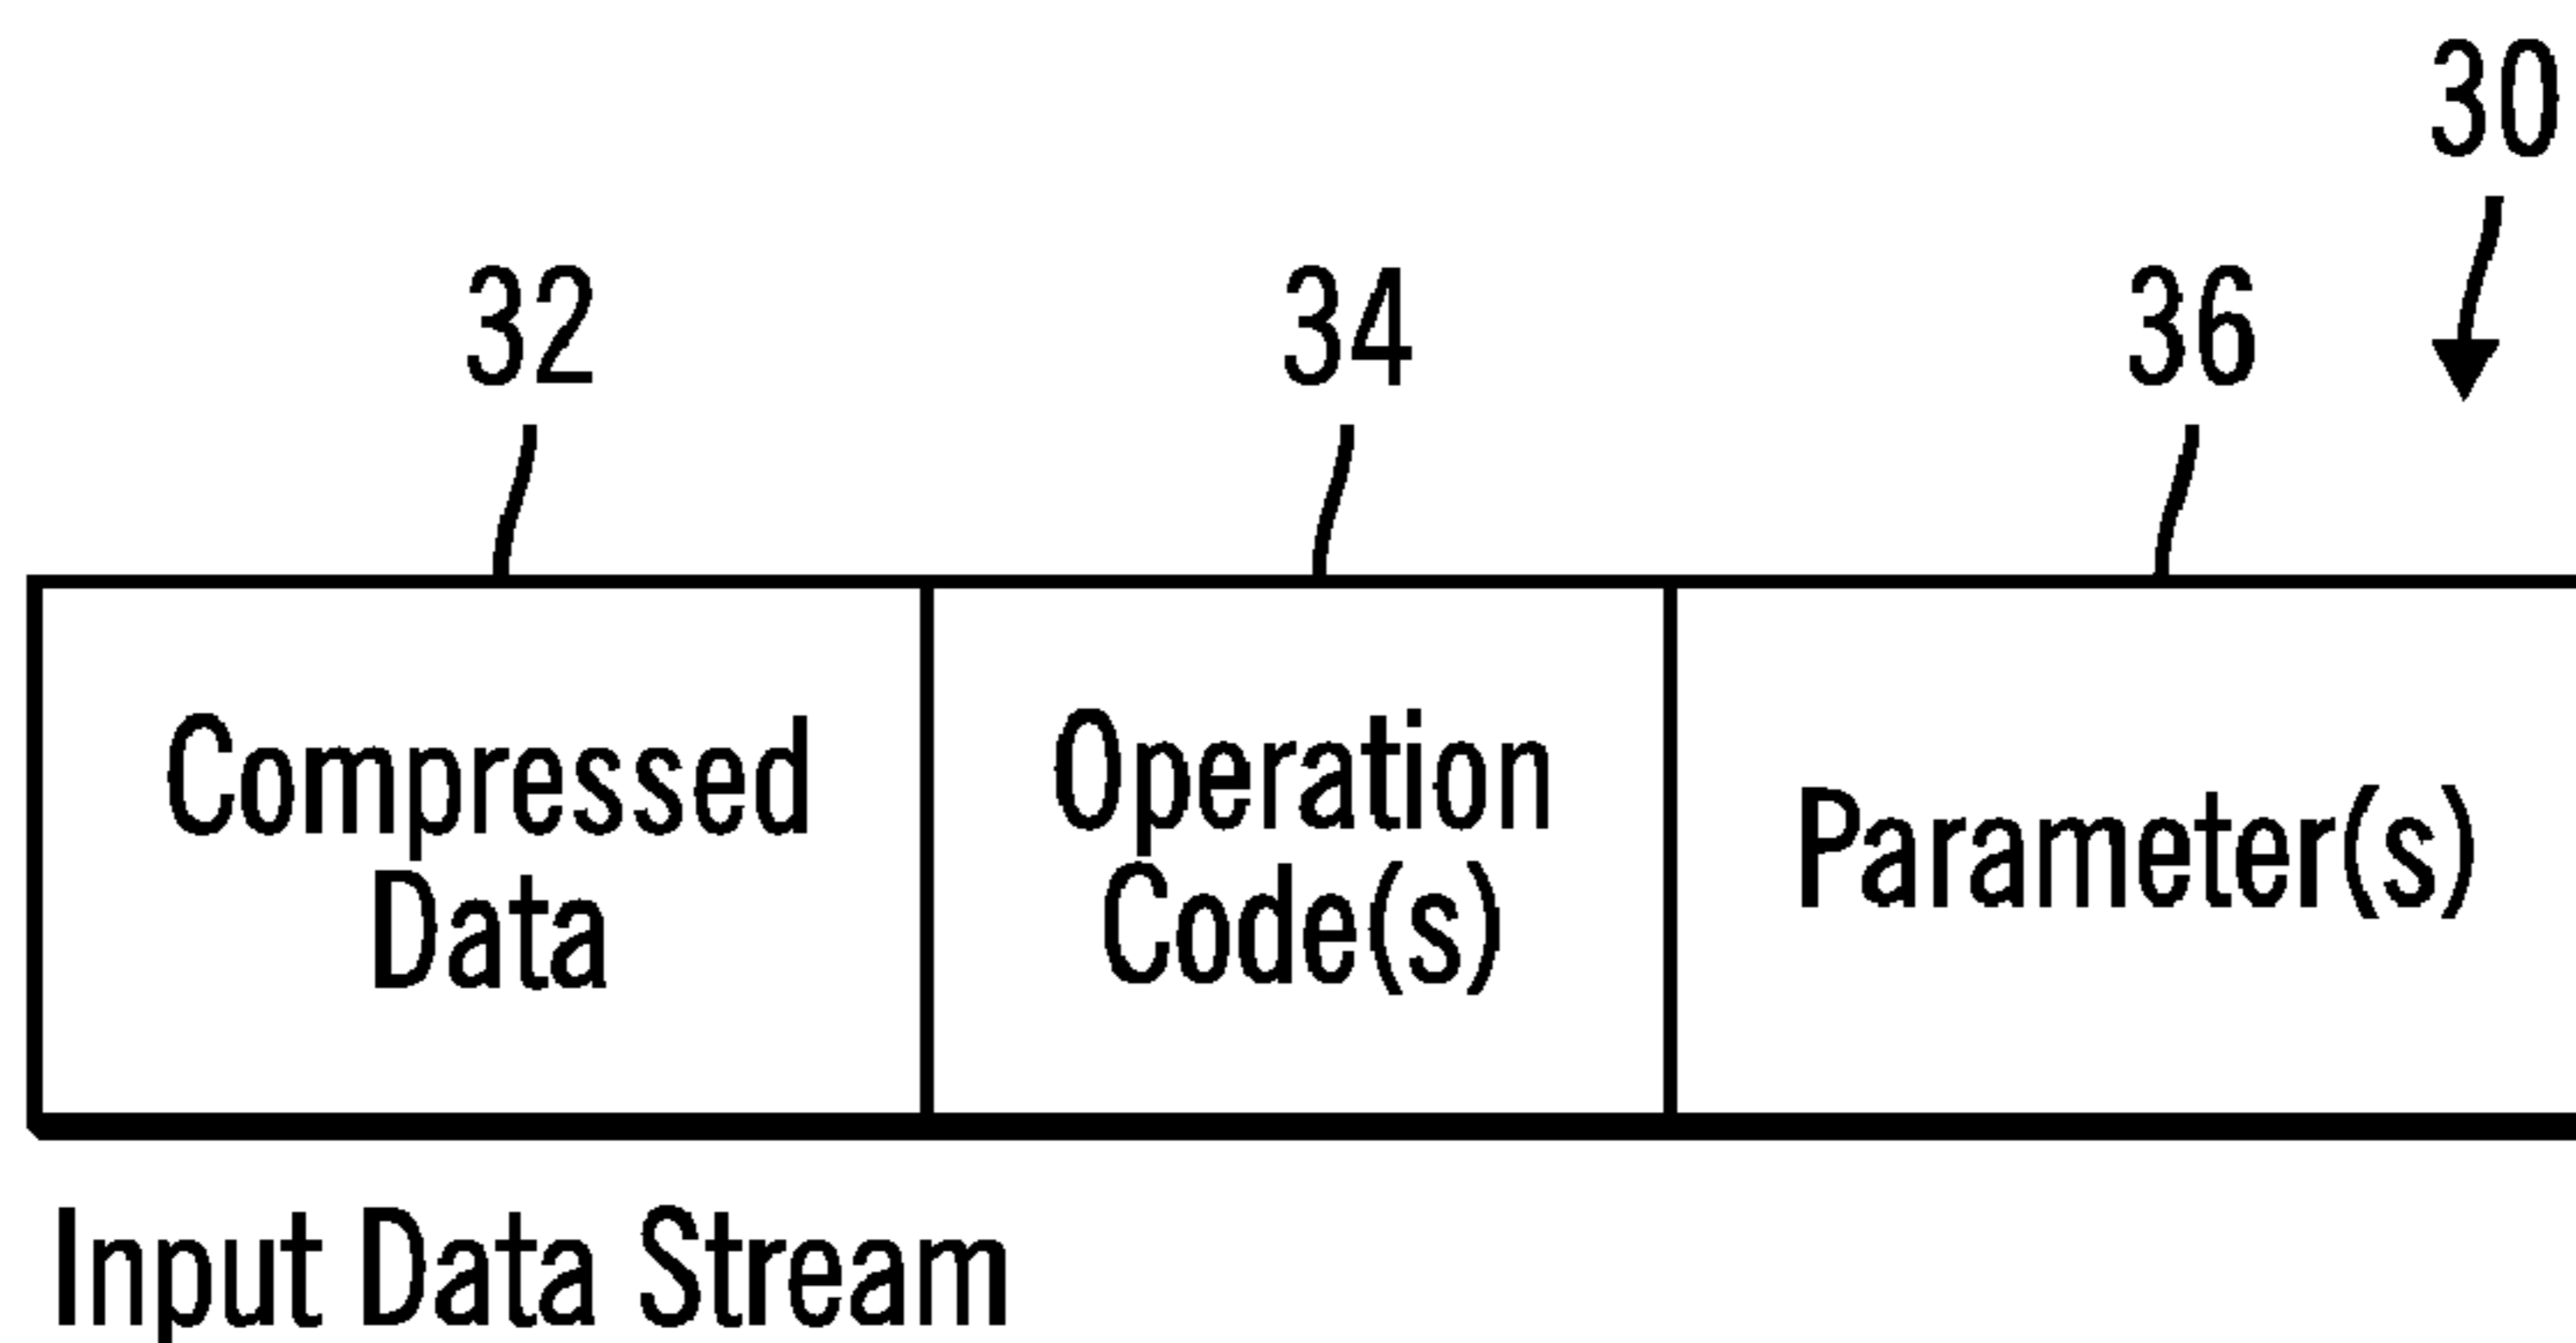 30
32
34
36
Compressed
Data
Operation
Code(s)
Parameter(s)
Input Data Stream